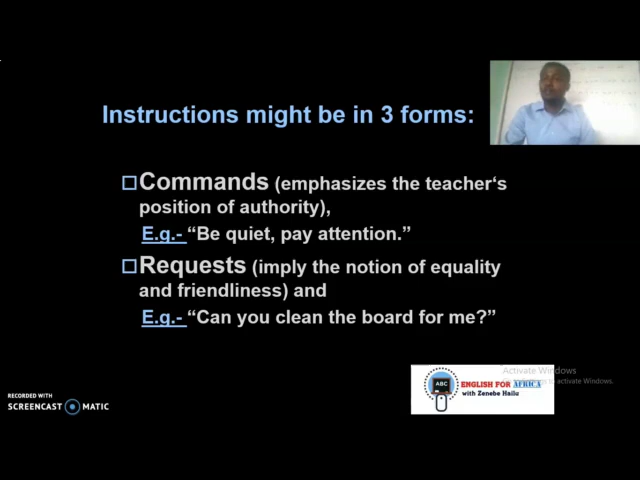 Instructions might be in 3 forms:
Commands (emphasizes the teacher‘s
position of authority),
E.g.- “Be quiet, pay attention.”
Requests (imply the notion of equality
and friendliness) and
E.g.- “Can you clean the board for me?”
Activate Windows
to activate Windows.
ABC
ENGLISH FOR AFRICA
with Zenebe Hailu
RECORDED WITH
SCREENCAST MATIC